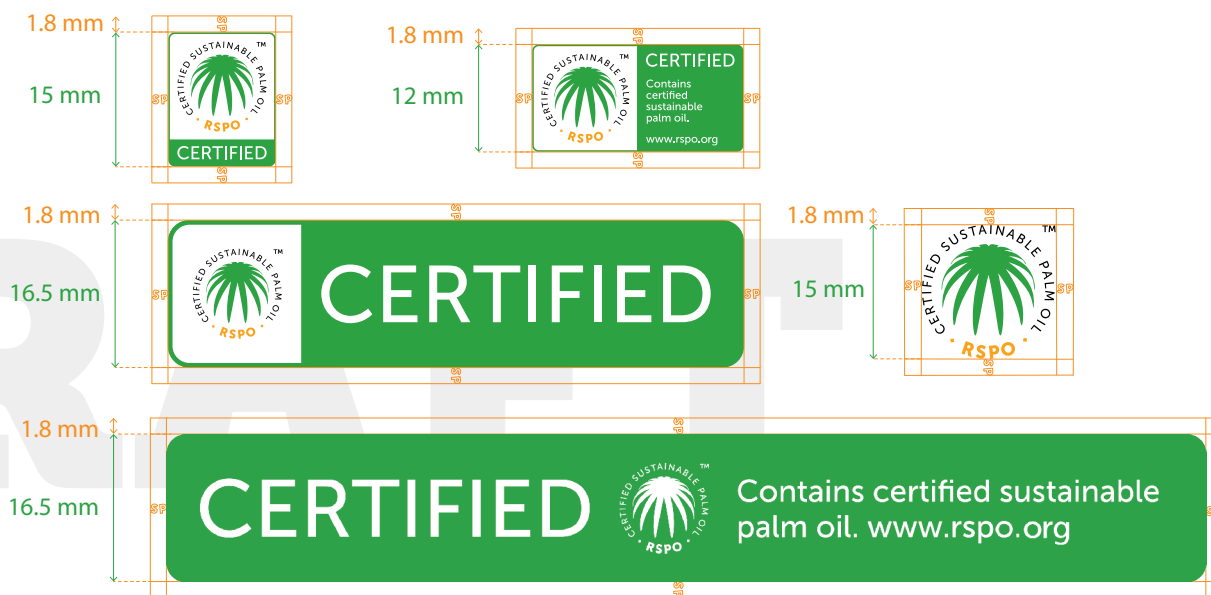 1.8 mm
15 mm
SP
SP
SP
SP
CERTIFIED SUSTAINABLE PALM OIL
TM
· RSPO ·
CERTIFIED
1.8 mm
12 mm
SP
SP
SP
SP
CERTIFIED SUSTAINABLE PALM OIL
TM
· RSPO ·
CERTIFIED
Contains
certified
sustainable
palm oil.
www.rspo.org
1.8 mm
16.5 mm
SP
SP
SP
SP
CERTIFIED SUSTAINABLE PALM OIL
TM
· RSPO ·
CERTIFIED
1.8 mm
15 mm
SP
SP
SP
SP
CERTIFIED SUSTAINABLE PALM OIL
TM
· RSPO ·
RAFT
1.8 mm
16.5 mm
SP
SP
SP
CERTIFIED
CERTIFIED SUSTAINABLE PALM OIL
TM
· RSPO ·
Contains certified sustainable
palm oil. www.rspo.org